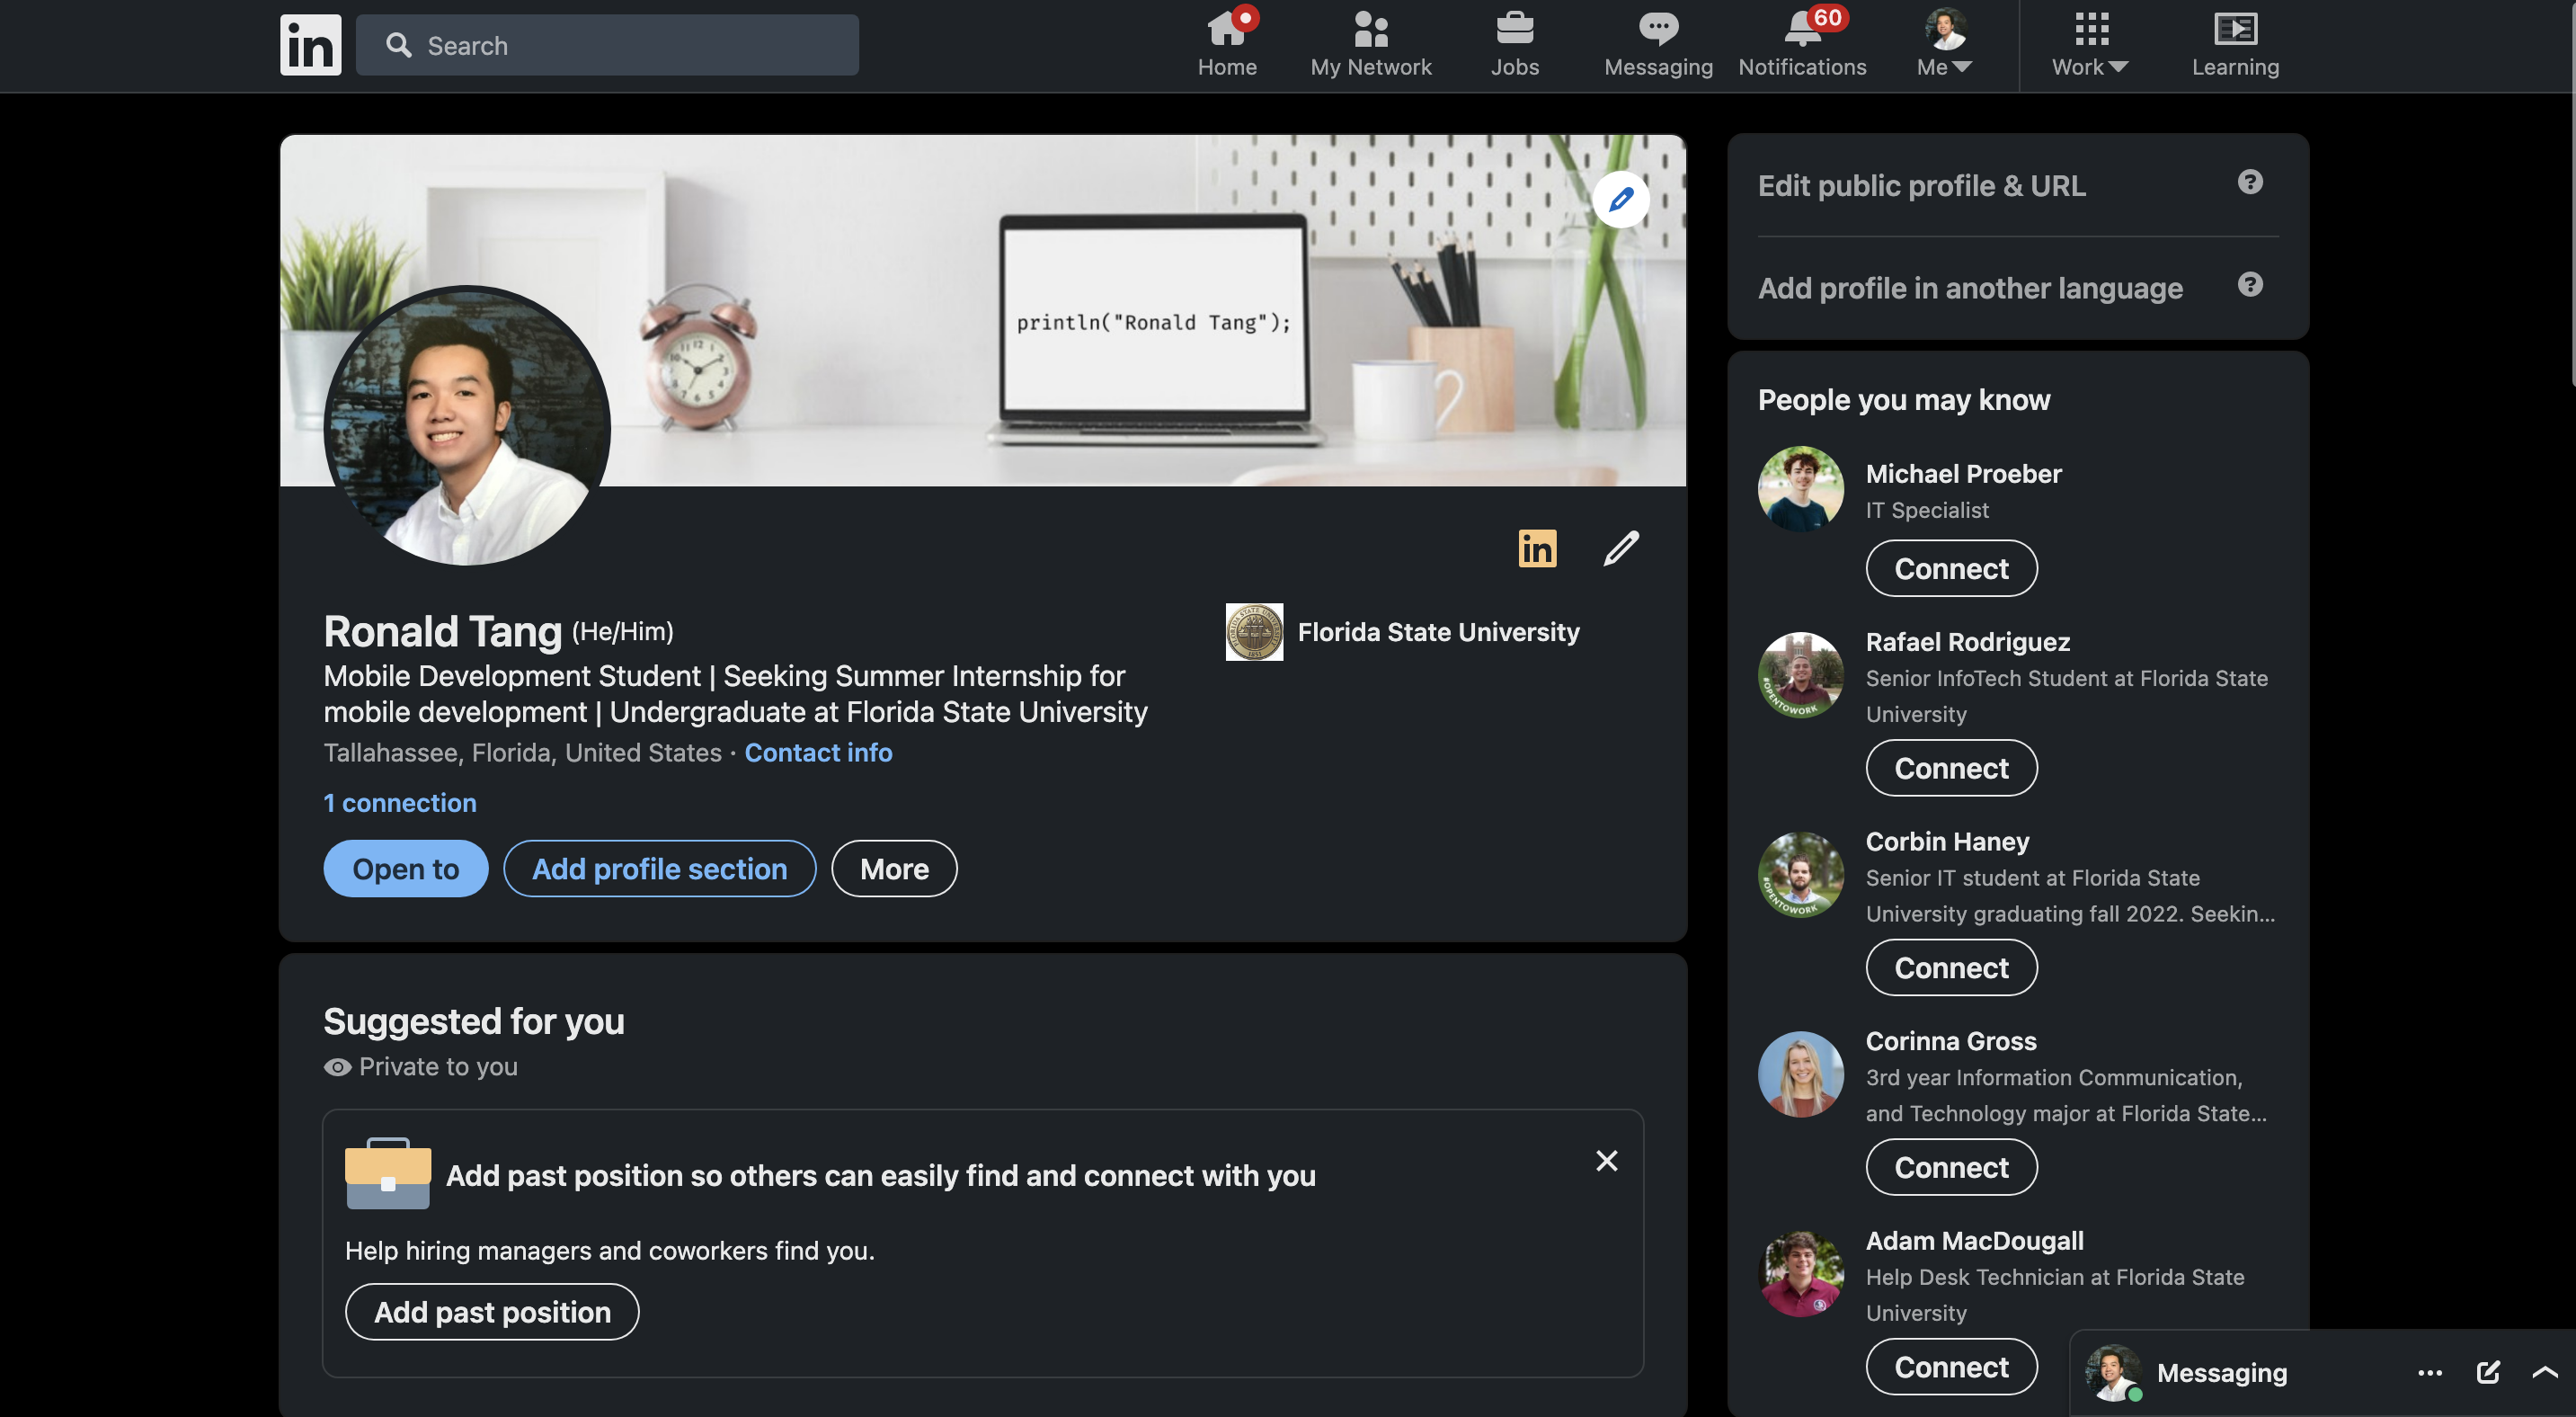 in
Search
Home
My Network
Jobs
Messaging
60
Notifications
Me
Work
Learning
println("Ronald Tang");
in
Ronald Tang (He/Him)
Mobile Development Student | Seeking Summer Internship for
mobile development | Undergraduate at Florida State University
Tallahassee, Florida, United States · Contact info
1 connection
Open to
Add profile section
More
Florida State University
Suggested for you
Private to you
Add past position so others can easily find and connect with you
Help hiring managers and coworkers find you.
Add past position
Edit public profile & URL
Add profile in another language
People you may know
Michael Proeber
IT Specialist
Connect
Rafael Rodriguez
Senior InfoTech Student at Florida State
University
#OPENTOWORK
Connect
Corbin Haney
Senior IT student at Florida State
University graduating fall 2022. Seekin...
#OPENTOWORK
Connect
Corinna Gross
3rd year Information Communication,
and Technology major at Florida State...
Connect
Adam MacDougall
Help Desk Technician at Florida State
University
Connect
Messaging